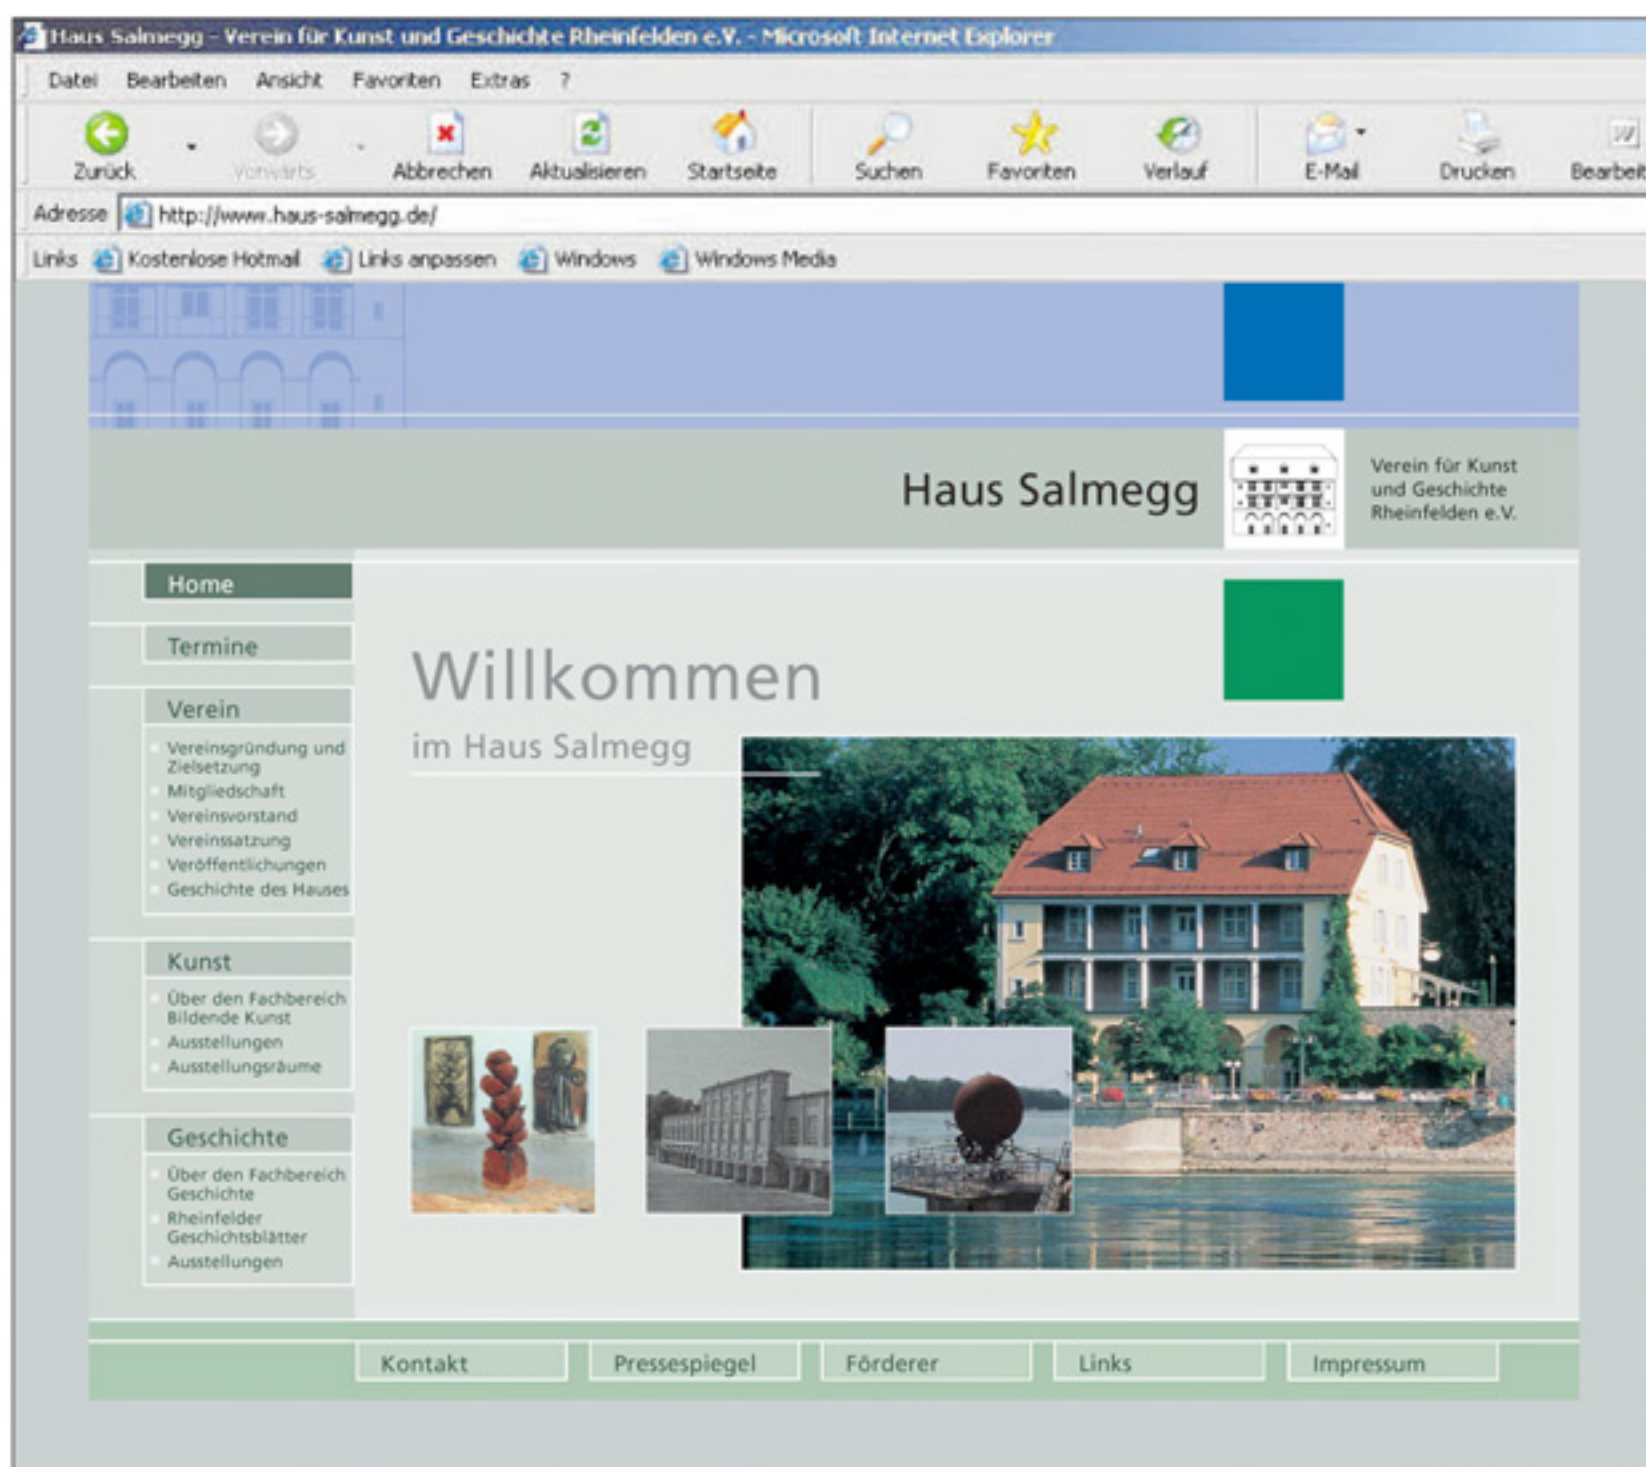 Haus Salmegg - Verein für Kunst und Geschichte Rheinfelden e.V. - Microsoft Internet Explorer
Datei Bearbeiten Ansicht Favoriten Extras ?
Zurück Vorwärts Abbrechen Aktualisieren Startseite Suchen Favoriten Verlauf E-Mail Drucken Bearbeit
Adresse http://www.haus-salmegg.de/
Links Kostenlose Hotmail Links anpassen Windows Windows Media
Haus Salmegg
Verein für Kunst
und Geschichte
Rheinfelden e.V.
Home
Termine
Verein
Vereinsgründung und
Zielsetzung
Mitgliedschaft
Vereinsvorstand
Vereinssatzung
Veröffentlichungen
Geschichte des Hauses
Kunst
Über den Fachbereich
Bildende Kunst
Ausstellungen
Ausstellungsräume
Geschichte
Über den Fachbereich
Geschichte
Rheinfelder
Geschichtsblätter
Ausstellungen
Willkommen
im Haus Salmegg
Kontakt Pressespiegel Förderer Links Impressum